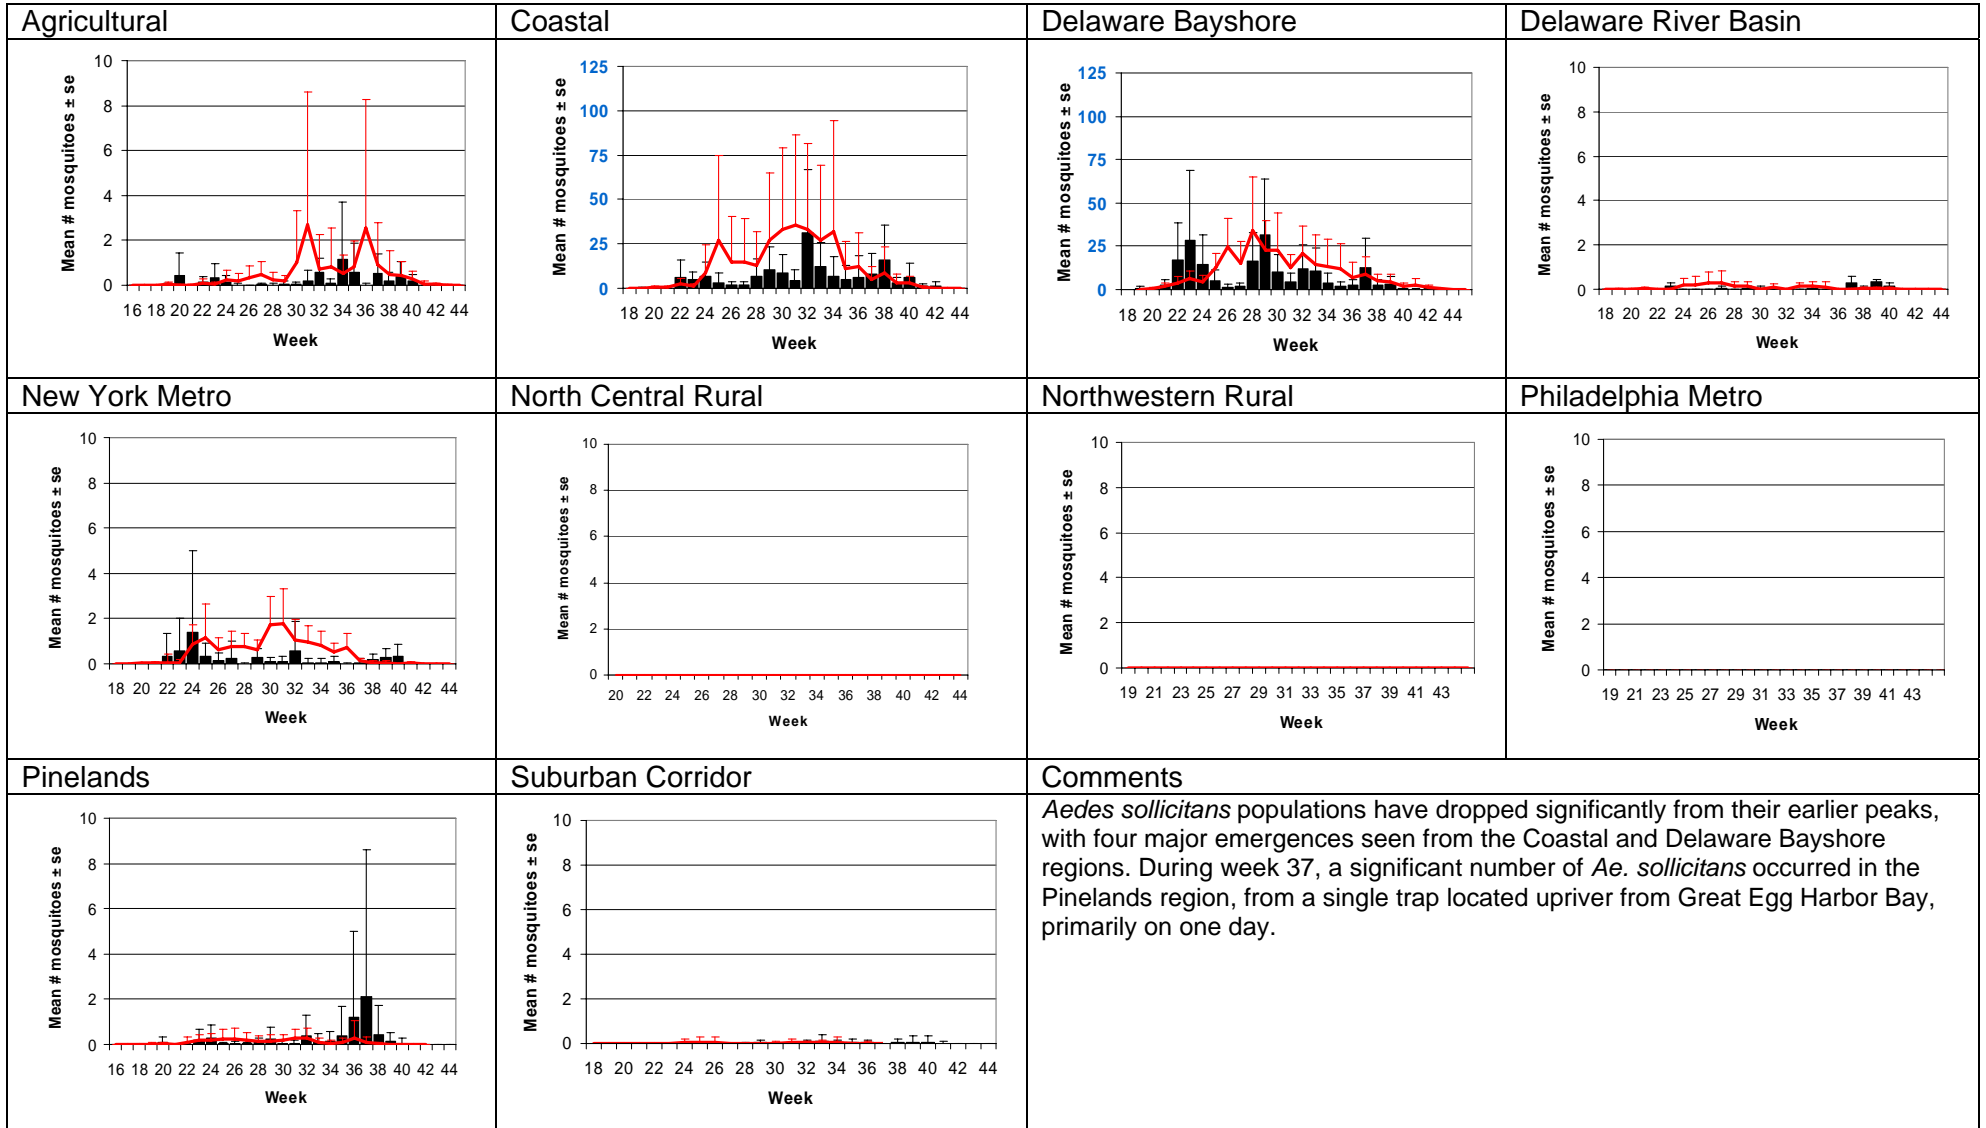 Agricultural
Coastal
Delaware Bayshore
Delaware River Basin
Mean # mosquitoes ± se
10
8
6
4
2
0
16 18 20 22 24 26 28 30 32 34 36 38 40 42 44
Week
Mean # mosquitoes ± se
125
100
75
50
25
0
18 20 22 24 26 28 30 32 34 36 38 40 42 44
Week
Mean # mosquitoes ± se
125
100
75
50
25
0
18 20 22 24 26 28 30 32 34 36 38 40 42 44
Week
Mean # mosquitoes ± se
10
8
6
4
2
0
18 20 22 24 26 28 30 32 34 36 38 40 42 44
Week
New York Metro
North Central Rural
Northwestern Rural
Philadelphia Metro
Mean # mosquitoes ± se
10
8
6
4
2
0
18 20 22 24 26 28 30 32 34 36 38 40 42 44
Week
Mean # mosquitoes ± se
10
8
6
4
2
0
20 22 24 26 28 30 32 34 36 38 40 42 44
Week
Mean # mosquitoes ± se
10
8
6
4
2
0
19 21 23 25 27 29 31 33 35 37 39 41 43
Week
Mean # mosquitoes ± se
10
8
6
4
2
0
19 21 23 25 27 29 31 33 35 37 39 41 43
Week
Pinelands
Suburban Corridor
Comments
Mean # mosquitoes ± se
10
8
6
4
2
0
16 18 20 22 24 26 28 30 32 34 36 38 40 42 44
Week
Mean # mosquitoes ± se
10
8
6
4
2
0
18 20 22 24 26 28 30 32 34 36 38 40 42 44
Week
Aedes sollicitans populations have dropped significantly from their earlier peaks,
with four major emergences seen from the Coastal and Delaware Bayshore
regions. During week 37, a significant number of Ae. sollicitans occurred in the
Pinelands region, from a single trap located upriver from Great Egg Harbor Bay,
primarily on one day.